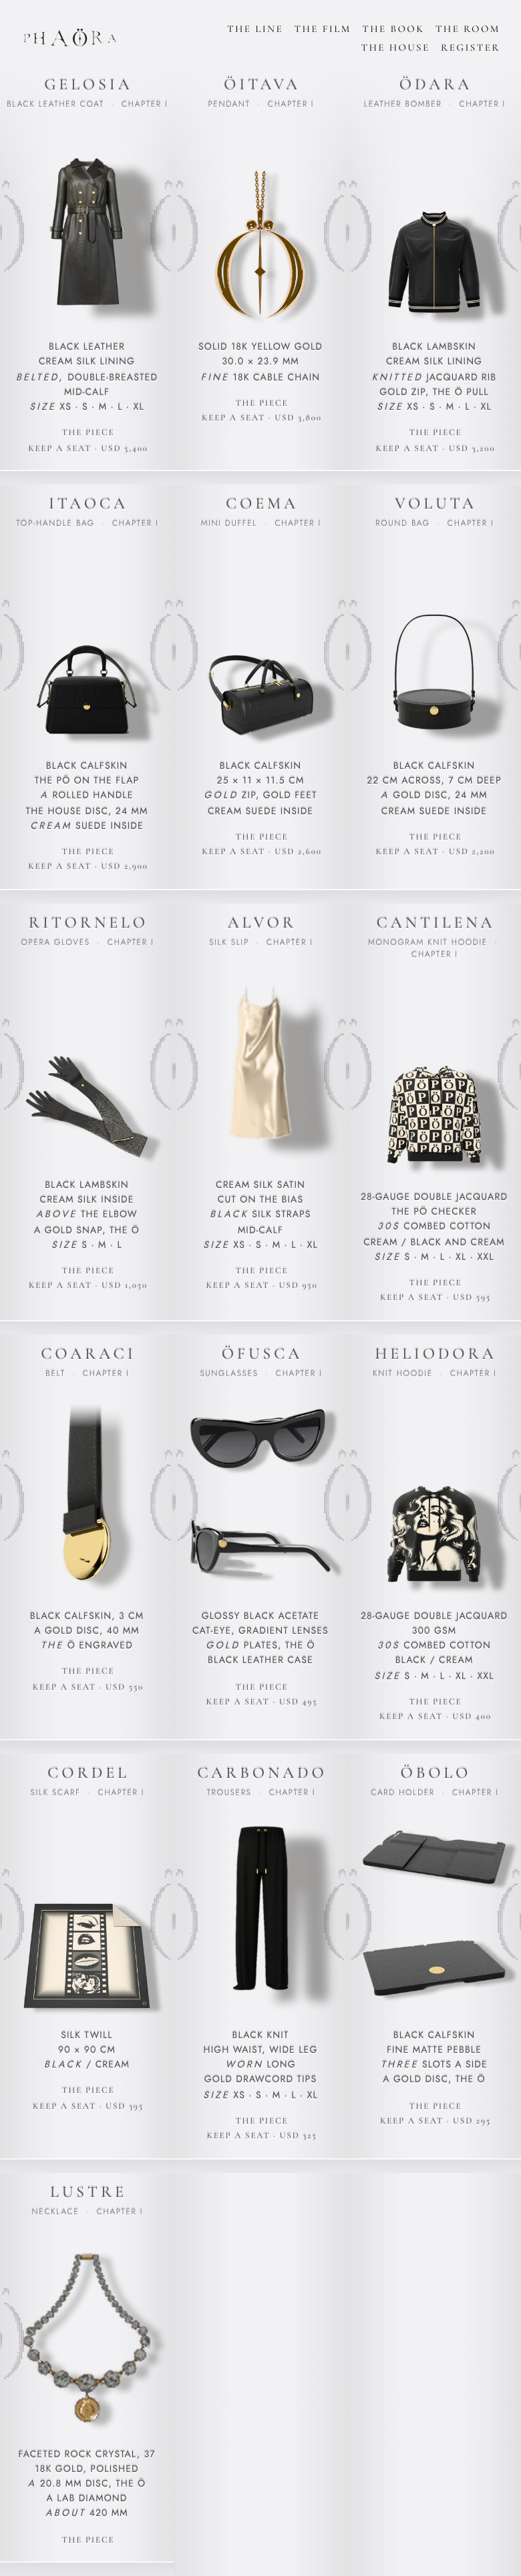 PHAÖRA
THE LINE THE FILM THE BOOK THE ROOM
THE HOUSE REGISTER
GELOSIA
BLACK LEATHER COAT · CHAPTER I
BLACK LEATHER
CREAM SILK LINING
BELTED, DOUBLE-BREASTED
MID-CALF
SIZE XS · S · M · L · XL
THE PIECE
KEEP A SEAT · USD 5,400
ÖITAVA
PENDANT · CHAPTER I
SOLID 18K YELLOW GOLD
30.0 × 23.9 MM
FINE 18K CABLE CHAIN
THE PIECE
KEEP A SEAT · USD 3,800
ÖDARA
LEATHER BOMBER · CHAPTER I
BLACK LAMBSKIN
CREAM SILK LINING
KNITTED JACQUARD RIB
GOLD ZIP, THE Ö PULL
SIZE XS · S · M · L · XL
THE PIECE
KEEP A SEAT · USD 3,200
ITAOCA
TOP-HANDLE BAG · CHAPTER I
BLACK CALFSKIN
THE PÖ ON THE FLAP
A ROLLED HANDLE
THE HOUSE DISC, 24 MM
CREAM SUEDE INSIDE
THE PIECE
KEEP A SEAT · USD 2,900
COEMA
MINI DUFFEL · CHAPTER I
BLACK CALFSKIN
25 × 11 × 11.5 CM
GOLD ZIP, GOLD FEET
CREAM SUEDE INSIDE
THE PIECE
KEEP A SEAT · USD 2,600
VOLUTA
ROUND BAG · CHAPTER I
BLACK CALFSKIN
22 CM ACROSS, 7 CM DEEP
A GOLD DISC, 24 MM
CREAM SUEDE INSIDE
THE PIECE
KEEP A SEAT · USD 2,200
RITORNELO
OPERA GLOVES · CHAPTER I
BLACK LAMBSKIN
CREAM SILK INSIDE
ABOVE THE ELBOW
A GOLD SNAP, THE Ö
SIZE S · M · L
THE PIECE
KEEP A SEAT · USD 1,050
ALVOR
SILK SLIP · CHAPTER I
CREAM SILK SATIN
CUT ON THE BIAS
BLACK SILK STRAPS
MID-CALF
SIZE XS · S · M · L · XL
THE PIECE
KEEP A SEAT · USD 950
CANTILENA
MONOGRAM KNIT HOODIE ·
CHAPTER I
28-GAUGE DOUBLE JACQUARD
THE PÖ CHECKER
30S COMBED COTTON
CREAM / BLACK AND CREAM
SIZE S · M · L · XL · XXL
THE PIECE
KEEP A SEAT · USD 595
COARACI
BELT · CHAPTER I
BLACK CALFSKIN, 3 CM
A GOLD DISC, 40 MM
THE Ö ENGRAVED
THE PIECE
KEEP A SEAT · USD 550
ÖFUSCA
SUNGLASSES · CHAPTER I
GLOSSY BLACK ACETATE
CAT-EYE, GRADIENT LENSES
GOLD PLATES, THE Ö
BLACK LEATHER CASE
THE PIECE
KEEP A SEAT · USD 495
HELIODORA
KNIT HOODIE · CHAPTER I
28-GAUGE DOUBLE JACQUARD
300 GSM
30S COMBED COTTON
BLACK / CREAM
SIZE S · M · L · XL · XXL
THE PIECE
KEEP A SEAT · USD 400
CORDEL
SILK SCARF · CHAPTER I
SILK TWILL
90 × 90 CM
BLACK / CREAM
THE PIECE
KEEP A SEAT · USD 395
CARBONADO
TROUSERS · CHAPTER I
BLACK KNIT
HIGH WAIST, WIDE LEG
WORN LONG
GOLD DRAWCORD TIPS
SIZE XS · S · M · L · XL
THE PIECE
KEEP A SEAT · USD 325
ÖBOLO
CARD HOLDER · CHAPTER I
BLACK CALFSKIN
FINE MATTE PEBBLE
THREE SLOTS A SIDE
A GOLD DISC, THE Ö
THE PIECE
KEEP A SEAT · USD 295
LUSTRE
NECKLACE · CHAPTER I
FACETED ROCK CRYSTAL, 37
18K GOLD, POLISHED
A 20.8 MM DISC, THE Ö
A LAB DIAMOND
ABOUT 420 MM
THE PIECE